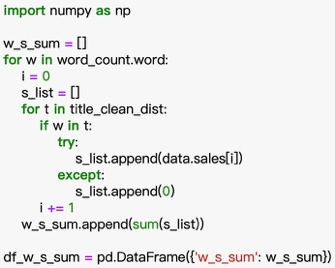 import numpy as np

w_s_sum = []
for w in word_count.word:
    i = 0
    s_list = []
    for t in title_clean_dist:
        if w in t:
            try:
                s_list.append(data.sales[i])
            except:
                s_list.append(0)
        i += 1
    w_s_sum.append(sum(s_list))

df_w_s_sum = pd.DataFrame({'w_s_sum': w_s_sum})